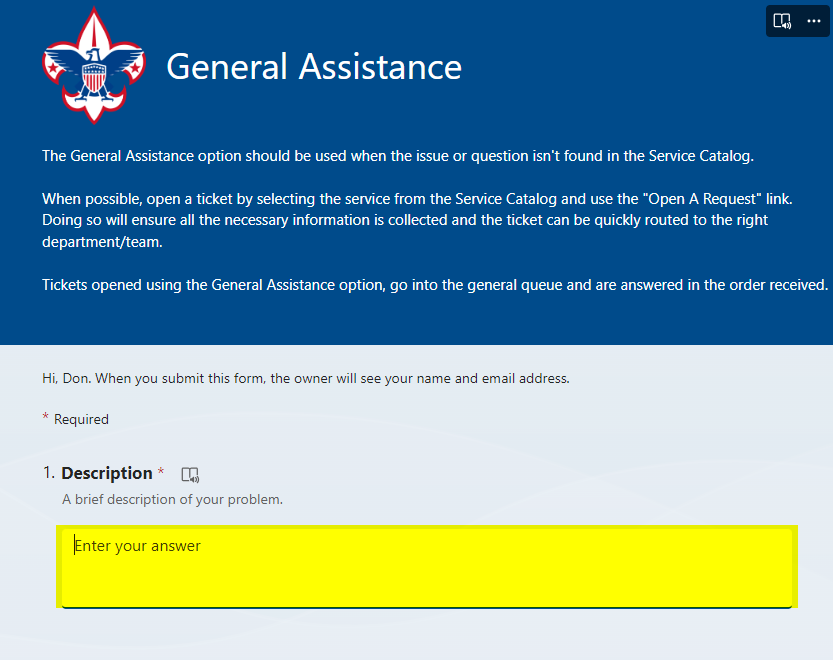 General Assistance
The General Assistance option should be used when the issue or question isn't found in the Service Catalog.
When possible, open a ticket by selecting the service from the Service Catalog and use the "Open A Request" link.
Doing so will ensure all the necessary information is collected and the ticket can be quickly routed to the right
department/team.
Tickets opened using the General Assistance option, go into the general queue and are answered in the order received.
Hi, Don. When you submit this form, the owner will see your name and email address.
* Required
1. Description *
A brief description of your problem.
Enter your answer